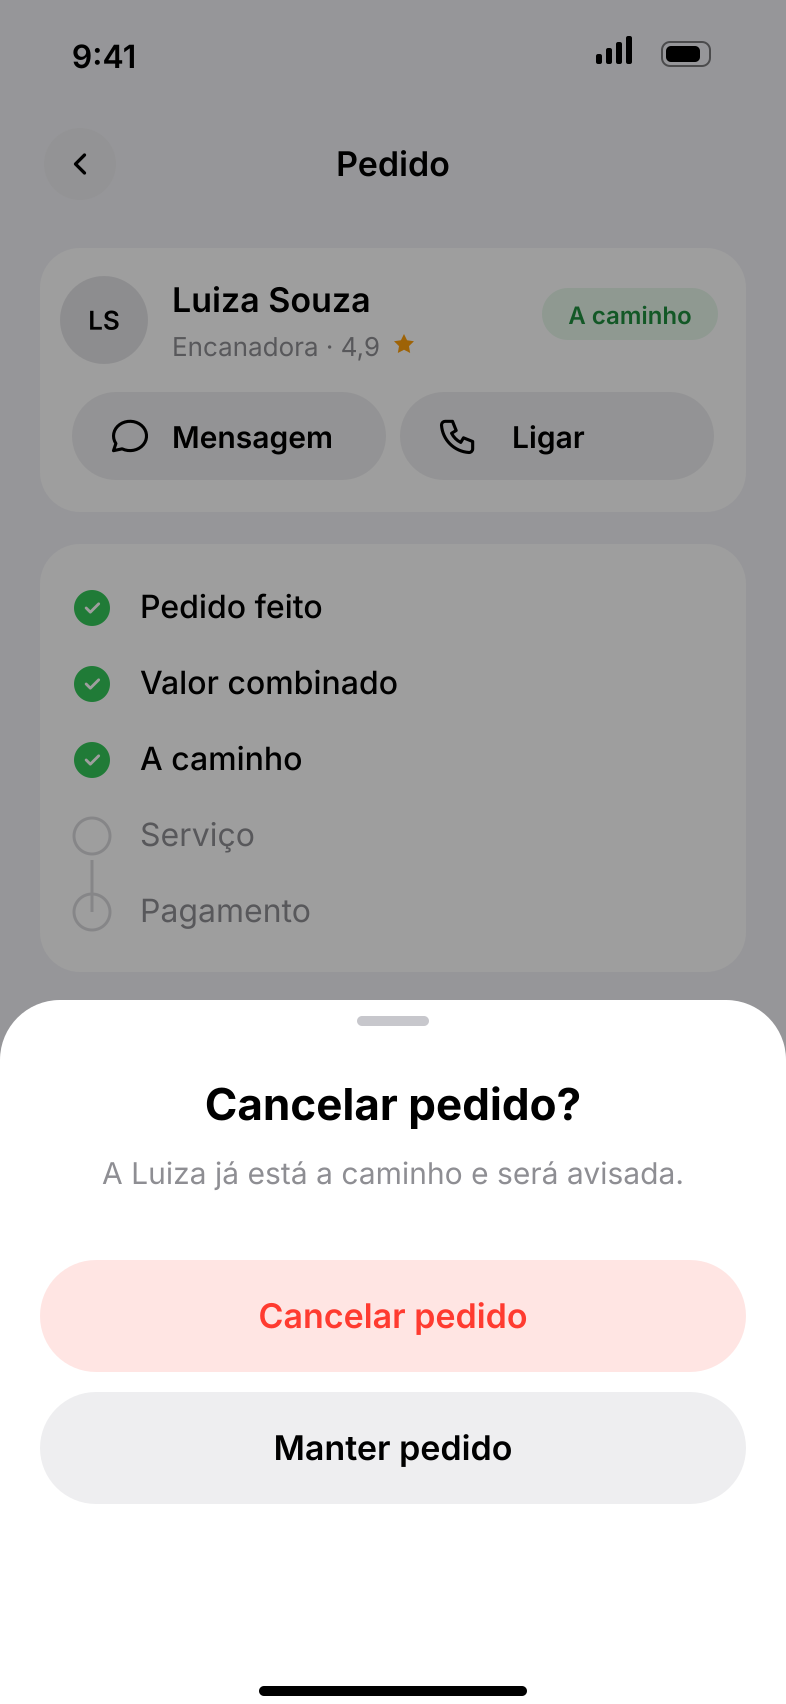 9:41
Pedido
LS
Luiza Souza
A caminho
Encanadora · 4,9
Mensagem
Ligar
Pedido feito
Valor combinado
A caminho
Serviço
Pagamento
Cancelar pedido?
A Luiza já está a caminho e será avisada.
Cancelar pedido
Manter pedido